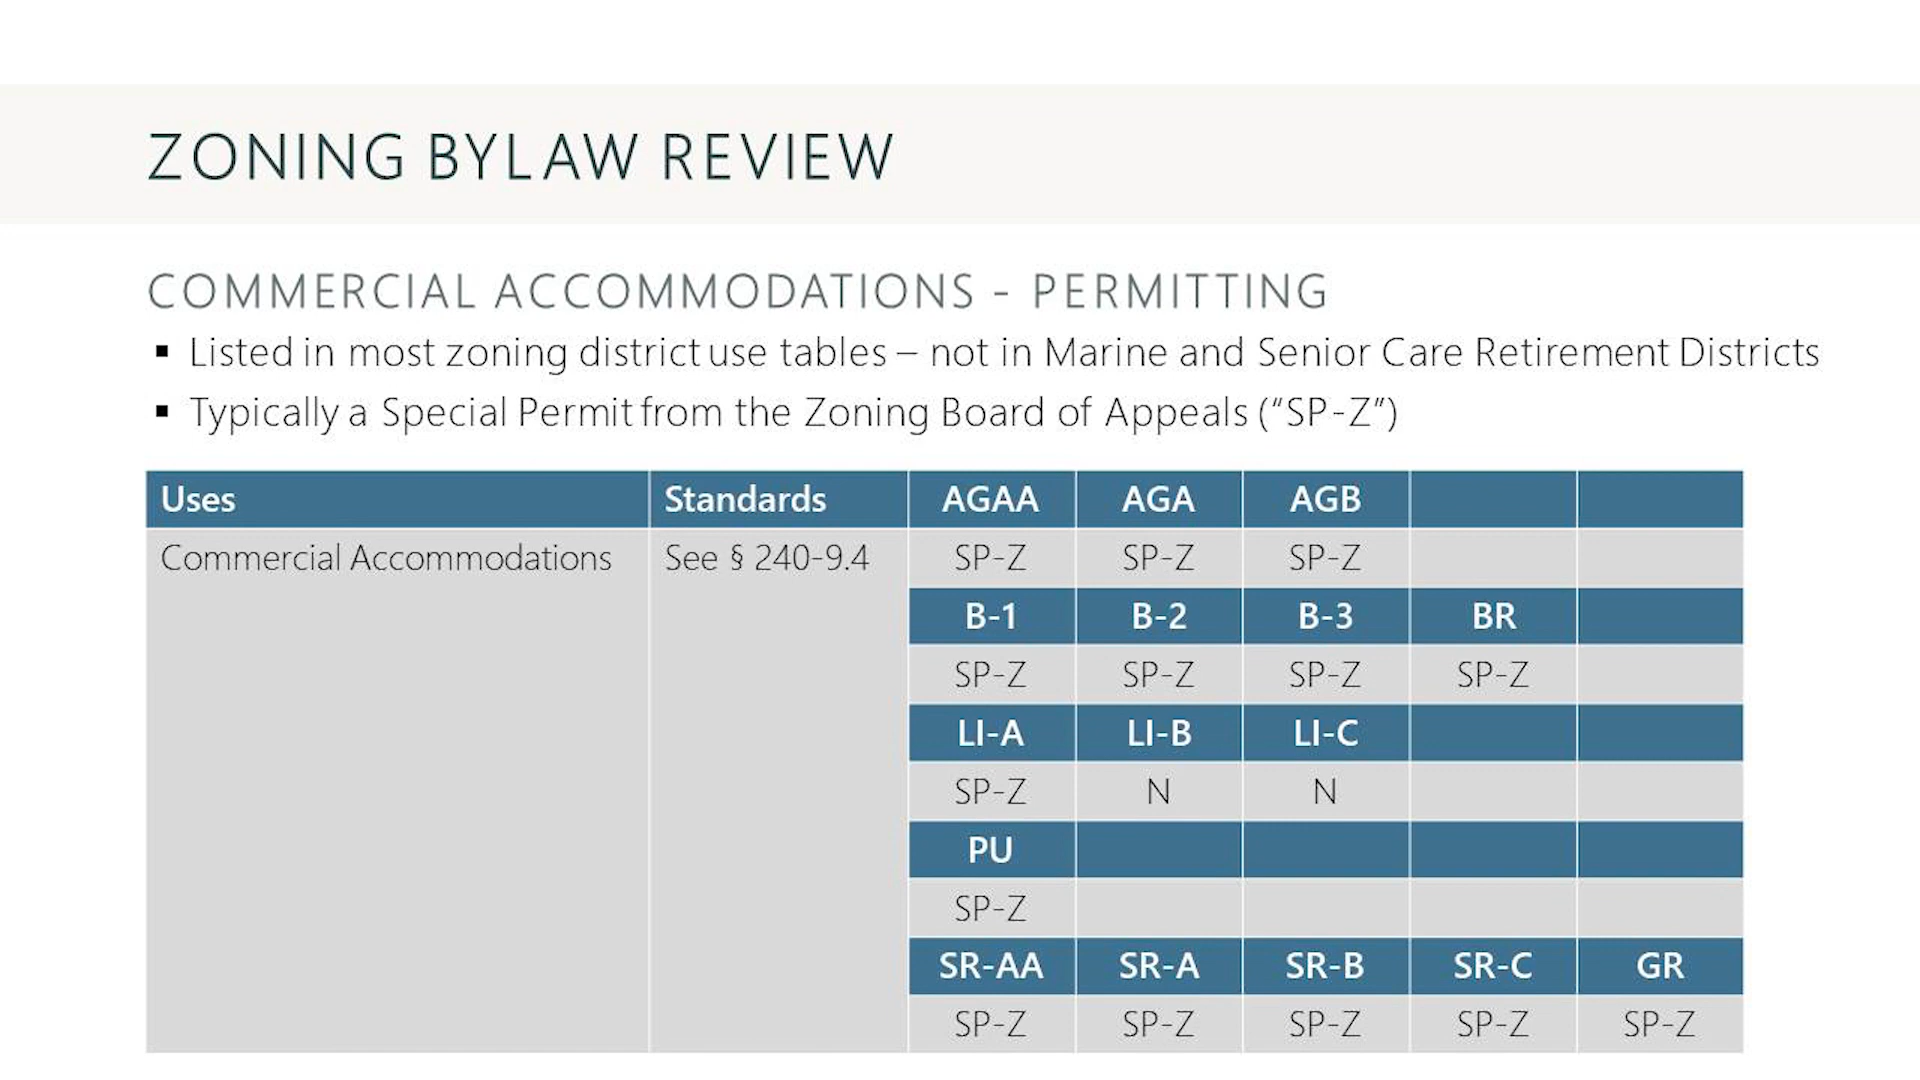 ZONING BYLAW REVIEW
COMMERCIAL ACCOMMODATIONS - PERMITTING
▪ Listed in most zoning district use tables – not in Marine and Senior Care Retirement Districts
▪ Typically a Special Permit from the Zoning Board of Appeals (“SP-Z”)
Uses Standards AGAA AGA AGB
Commercial Accommodations See § 240-9.4 SP-Z SP-Z SP-Z
B-1 B-2 B-3 BR
SP-Z SP-Z SP-Z SP-Z
LI-A LI-B LI-C
SP-Z N N
PU
SP-Z
SR-AA SR-A SR-B SR-C GR
SP-Z SP-Z SP-Z SP-Z SP-Z